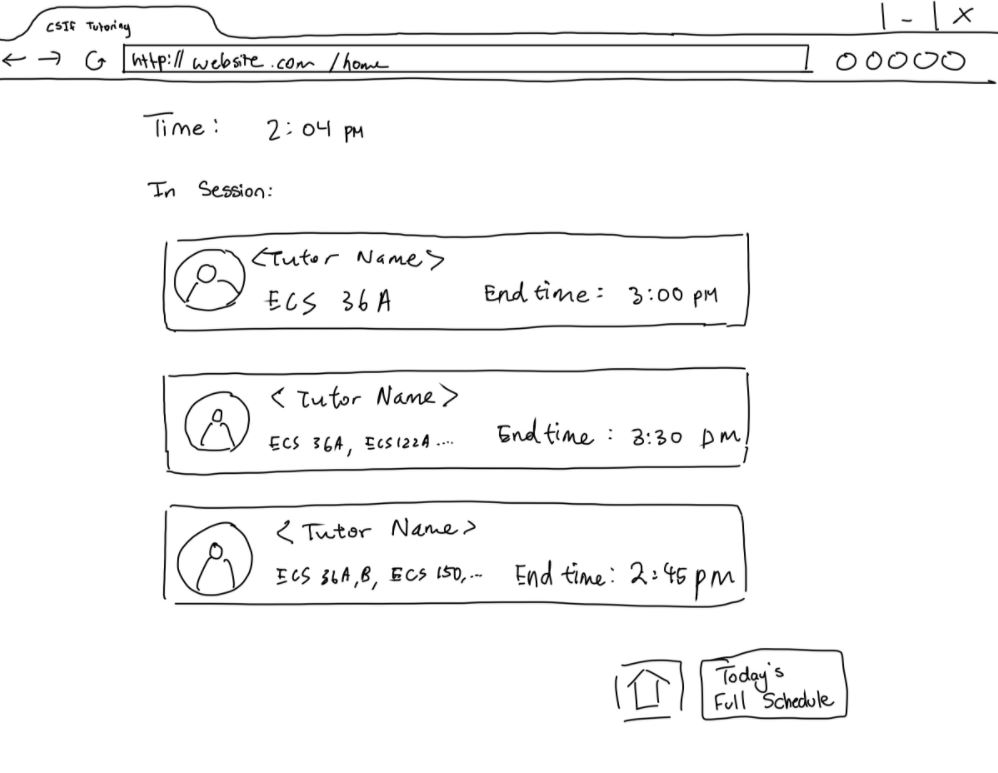 CSIF Tutoring
http:// website.com /home
Time: 2:04 PM
In Session:
<Tutor Name>
ECS 36A End time: 3:00 PM
<Tutor Name>
ECS 36A, ECS122A.... End time: 3:30 pm
<Tutor Name>
ECS 36A,B, ECS 150,... End time: 2:45 pm
Today's
Full Schedule